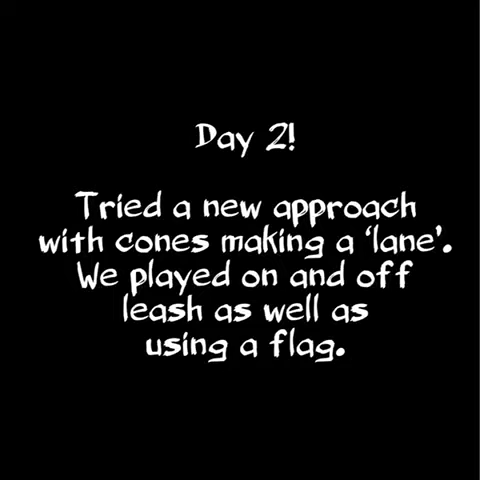 Day 2!
Tried a new approach
with cones making a 'lane'.
We played on and off
leash as well as
using a flag.